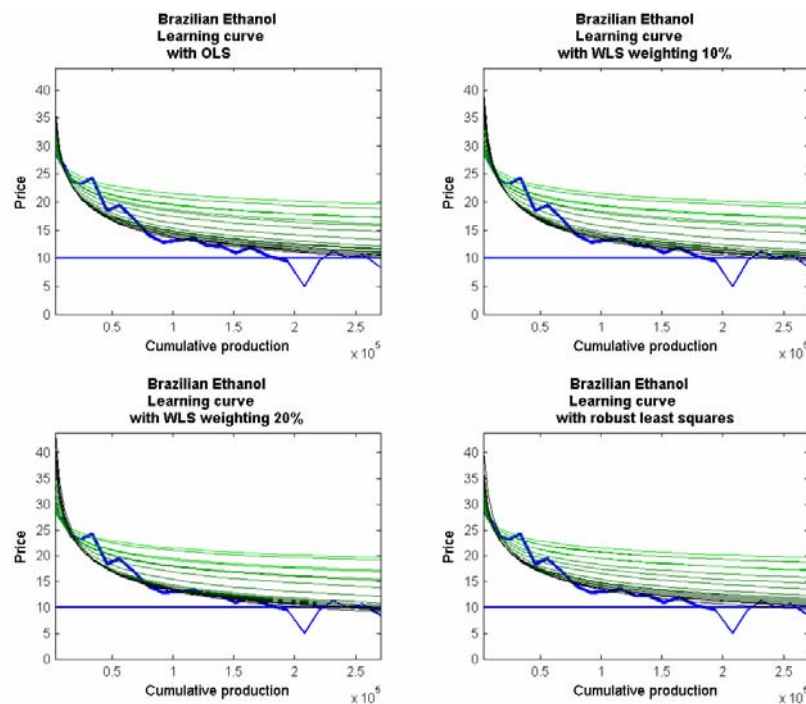 Brazilian Ethanol
Learning curve
with OLS
40
35
30
25
20
15
10
5
0
Price
0.5 1 1.5 2 2.5
Cumulative production
x 10^5
Brazilian Ethanol
Learning curve
with WLS weighting 10%
40
35
30
25
20
15
10
5
0
Price
0.5 1 1.5 2 2.5
Cumulative production
x 10^5
Brazilian Ethanol
Learning curve
with WLS weighting 20%
40
35
30
25
20
15
10
5
0
Price
0.5 1 1.5 2 2.5
Cumulative production
x 10^5
Brazilian Ethanol
Learning curve
with robust least squares
40
35
30
25
20
15
10
5
0
Price
0.5 1 1.5 2 2.5
Cumulative production
x 10^5